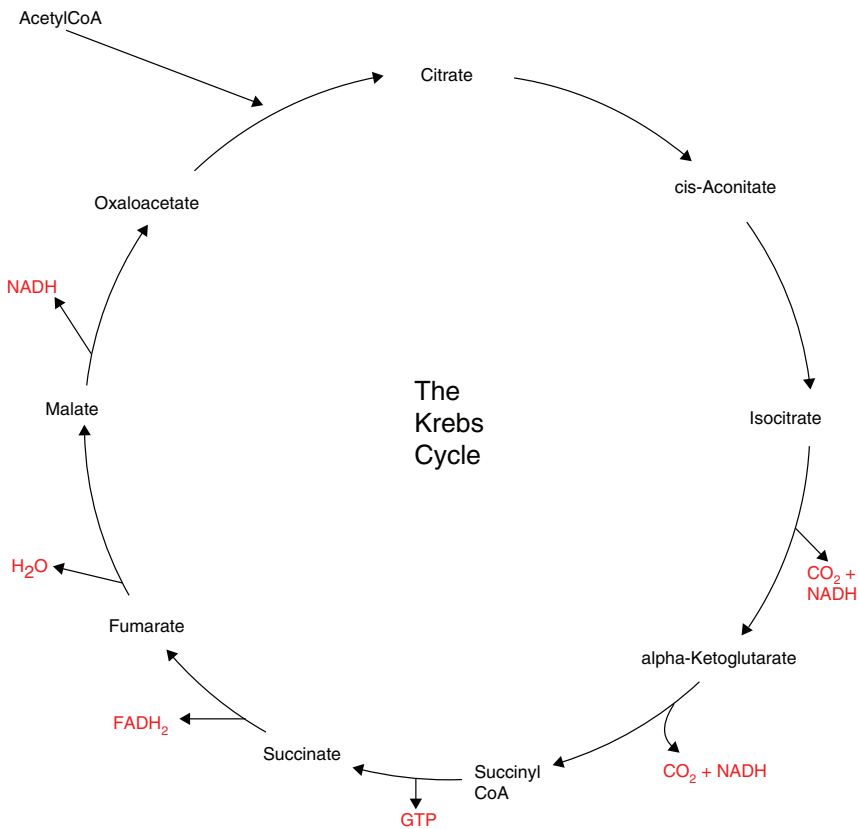 AcetylCoA
Citrate
cis-Aconitate
Oxaloacetate
NADH
The
Krebs
Cycle
Malate
Isocitrate
H₂O
CO₂ +
NADH
Fumarate
alpha-Ketoglutarate
FADH₂
Succinate
Succinyl
CoA
CO₂ + NADH
GTP